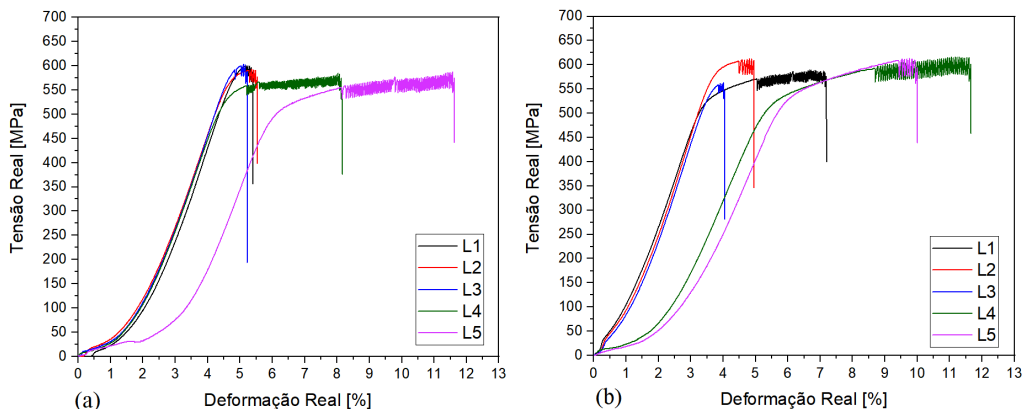 700
650
600
550
500
450
400
350
300
250
200
150
100
50
0
Tensão Real [MPa]
L1
L2
L3
L4
L5
0 1 2 3 4 5 6 7 8 9 10 11 12 13
(a) Deformação Real [%]
700
650
600
550
500
450
400
350
300
250
200
150
100
50
0
Tensão Real [MPa]
L1
L2
L3
L4
L5
0 1 2 3 4 5 6 7 8 9 10 11 12 13
(b) Deformação Real [%]